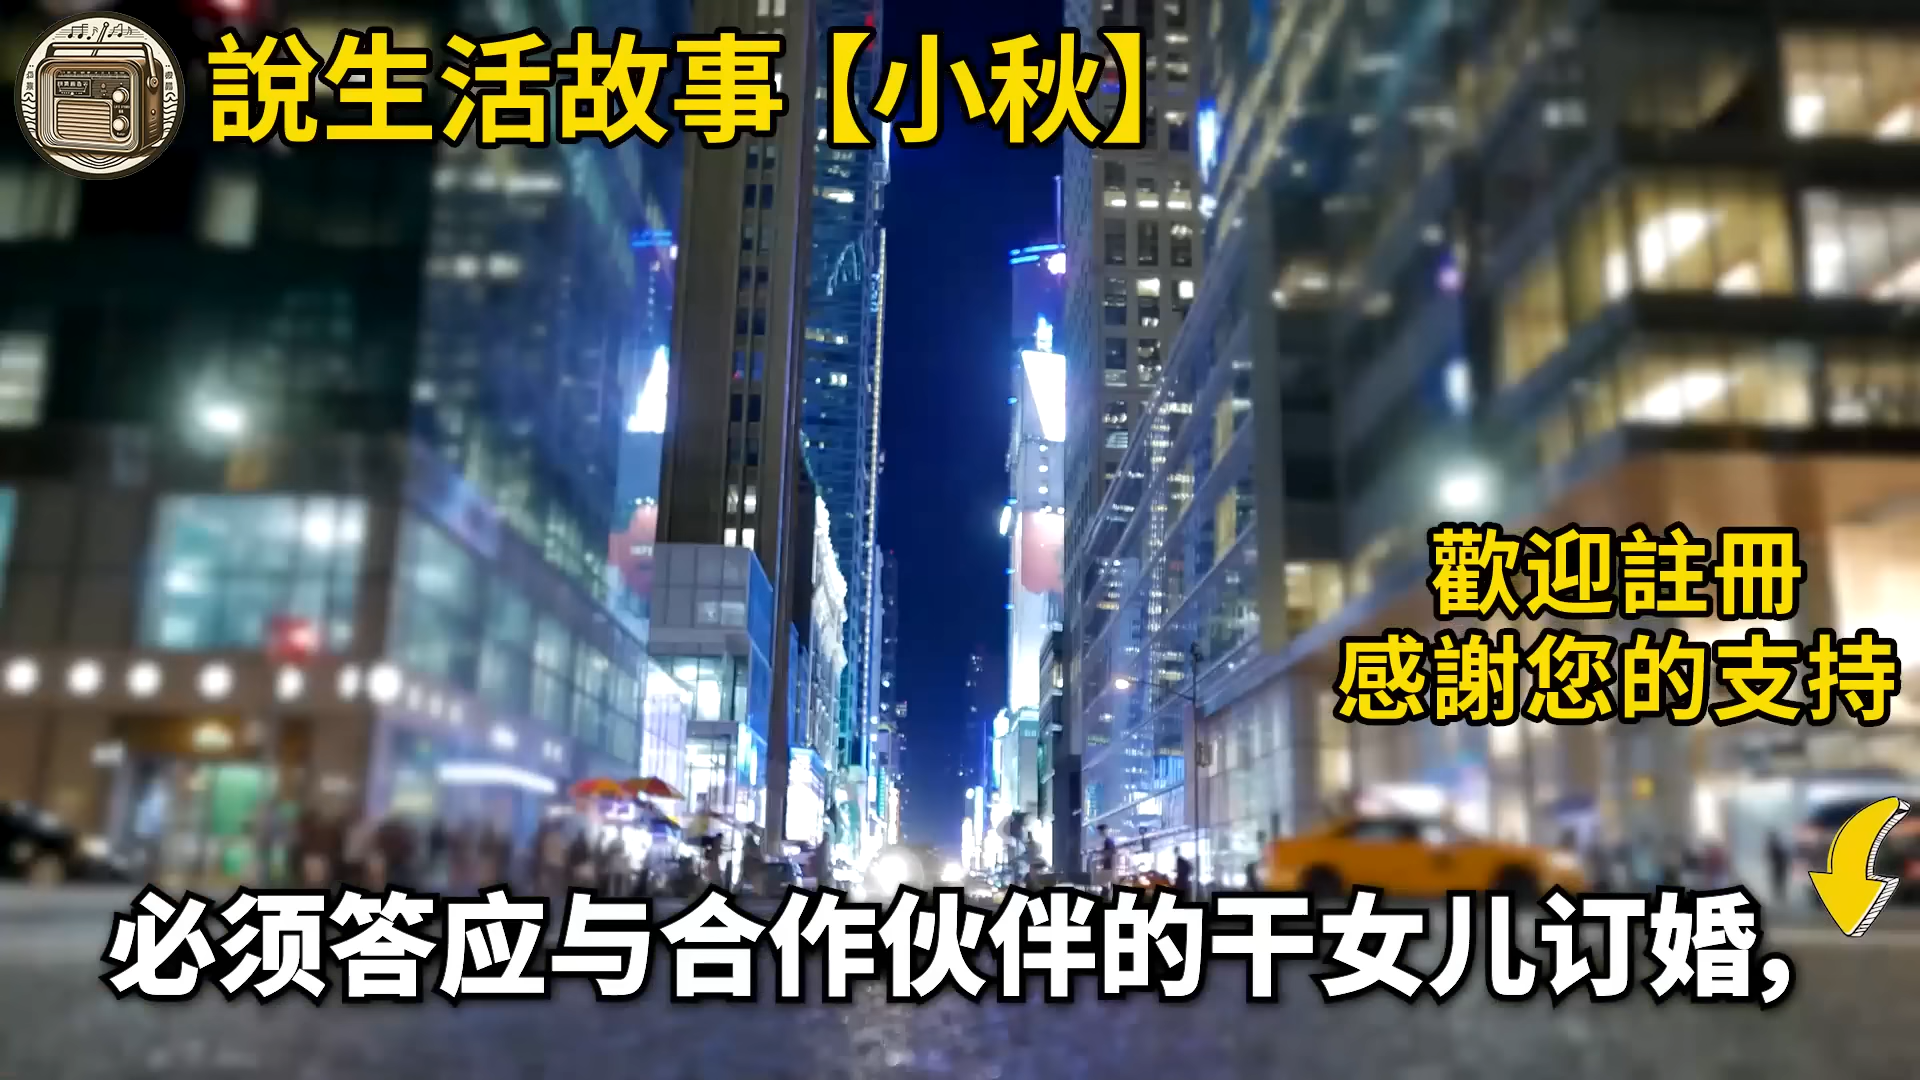 說生活故事【小秋】
歡迎註冊
感謝您的支持
必须答应与合作伙伴的干女儿订婚，